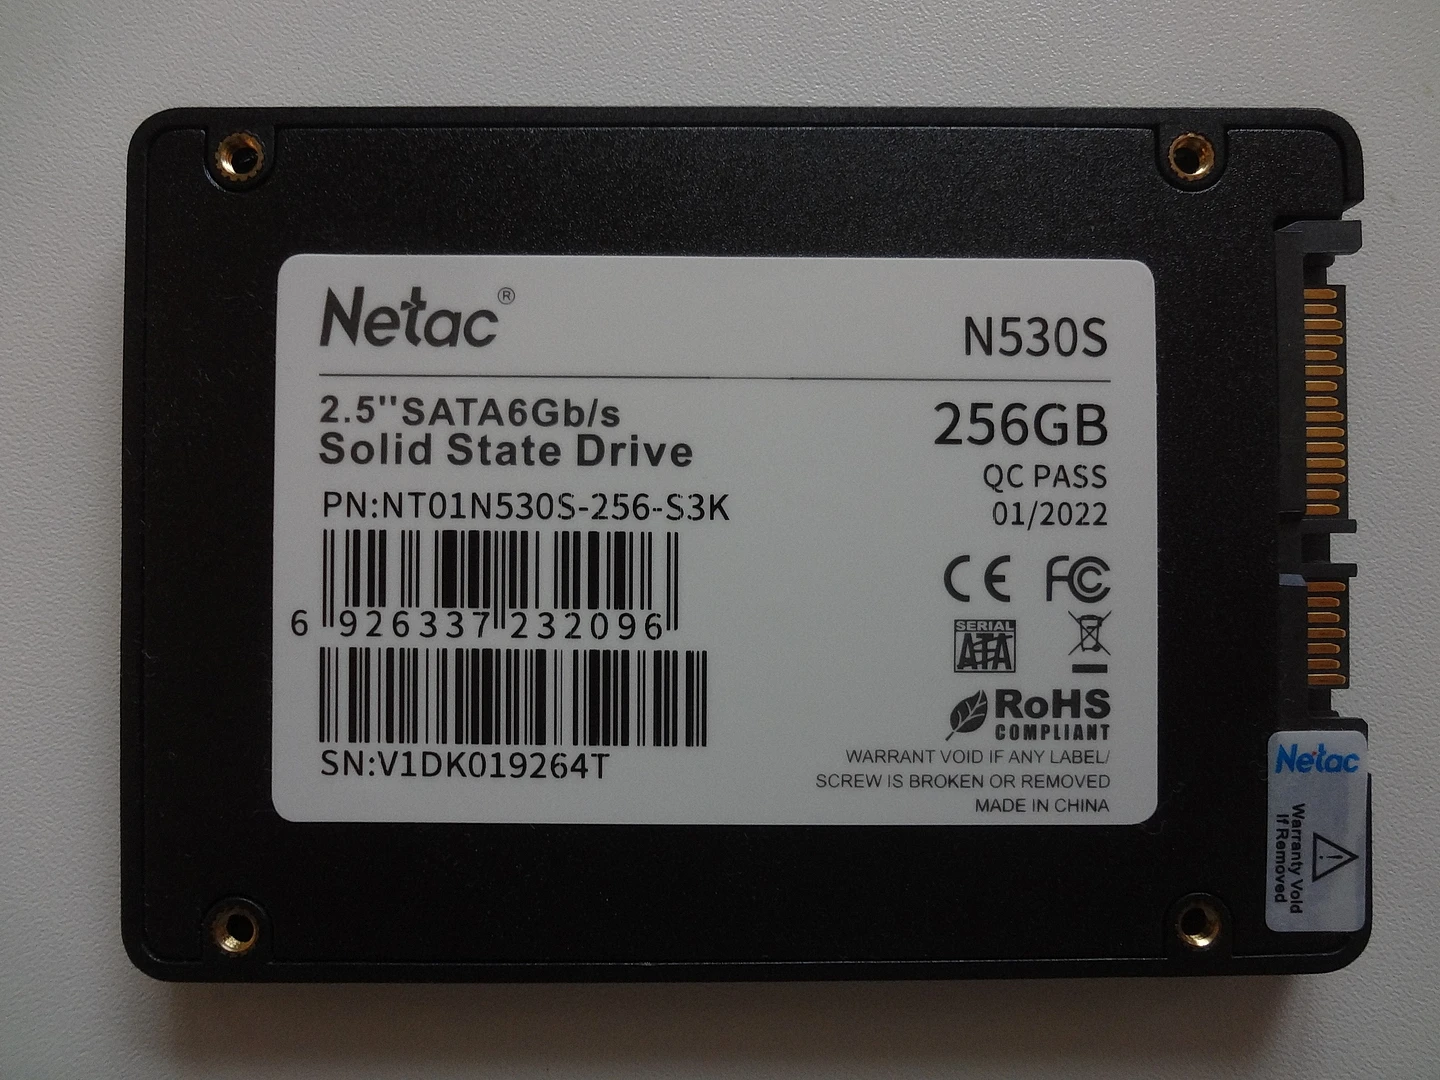 Netac®
N530S
2.5''SATA6Gb/s
Solid State Drive
256GB
QC PASS
01/2022
PN:NT01N530S-256-S3K
6 926337 232096
SN:V1DK019264T
CE FC
SERIAL
ATA
RoHS
COMPLIANT
WARRANT VOID IF ANY LABEL/
SCREW IS BROKEN OR REMOVED
MADE IN CHINA
Netac
Warranty Void
If Removed